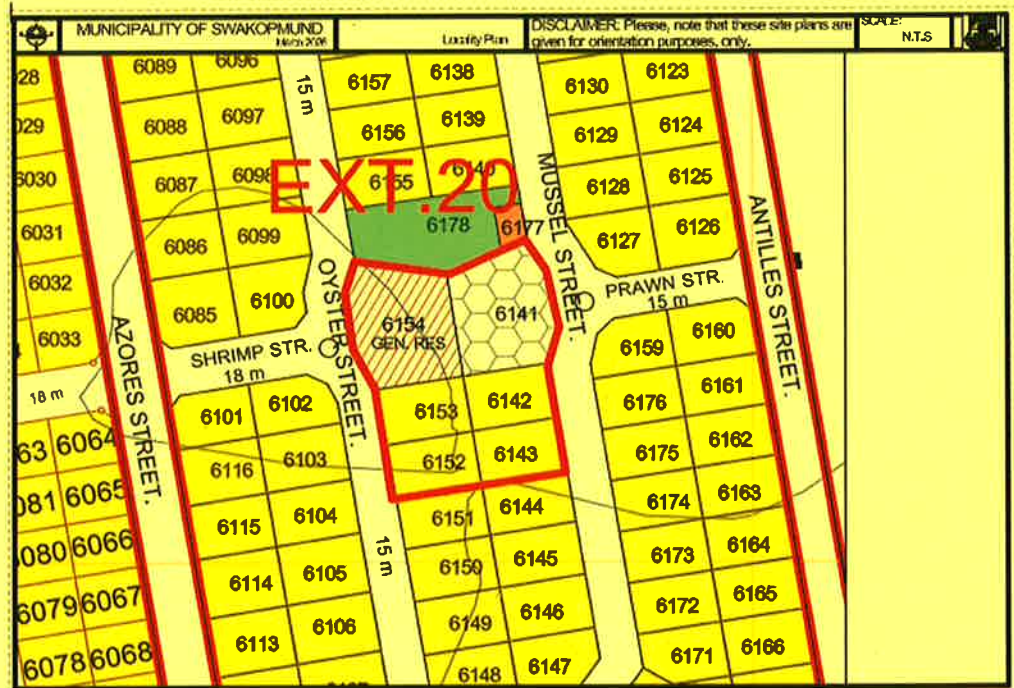 MUNICIPALITY OF SWAKOPMUND
March 2006
Locality Plan
DISCLAIMER: Please, note that these site plans are
given for orientation purposes, only.
SCALE:
N.T.S
28
029
6030
6031
6032
6033
18 m
63 6064
081 6065
080 6066
6079 6067
6078 6068
AZORES STREET.
6089 6096
6088 6097
6087 6098
6086 6099
6085 6100
SHRIMP STR.
18 m
6101 6102
6116 6103
6115 6104
6114 6105
6113 6106
15 m
OYSTER STREET.
15 m
EXT.20
6157 6138
6156 6139
6155 6140
6178 6177
6154
GEN. RES
6141
6153 6142
6152 6143
6151 6144
6150 6145
6149 6146
6148 6147
MUSSEL STREET.
6130 6123
6129 6124
6128 6125
6127 6126
PRAWN STR.
15 m
6159 6160
6176 6161
6175 6162
6174 6163
6173 6164
6172 6165
6171 6166
ANTILLES STREET.